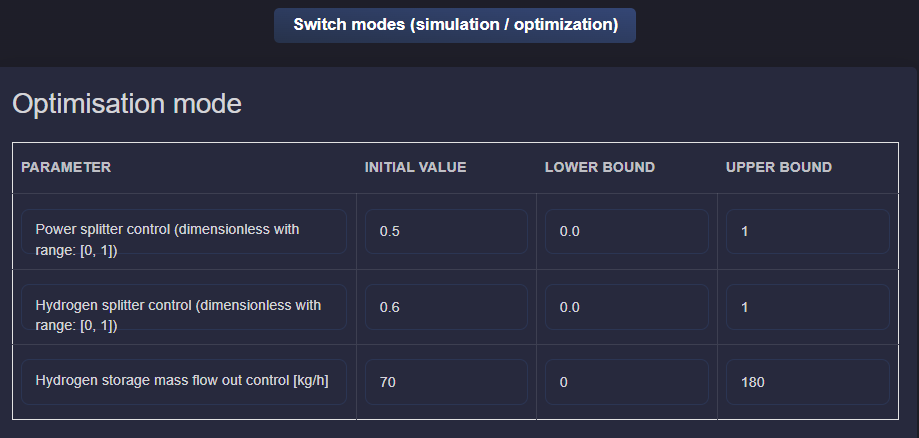 Switch modes (simulation / optimization)
Optimisation mode
PARAMETER INITIAL VALUE LOWER BOUND UPPER BOUND
Power splitter control (dimensionless with
range: [0, 1]) 0.5 0.0 1
Hydrogen splitter control (dimensionless with
range: [0, 1]) 0.6 0.0 1
Hydrogen storage mass flow out control [kg/h] 70 0 180